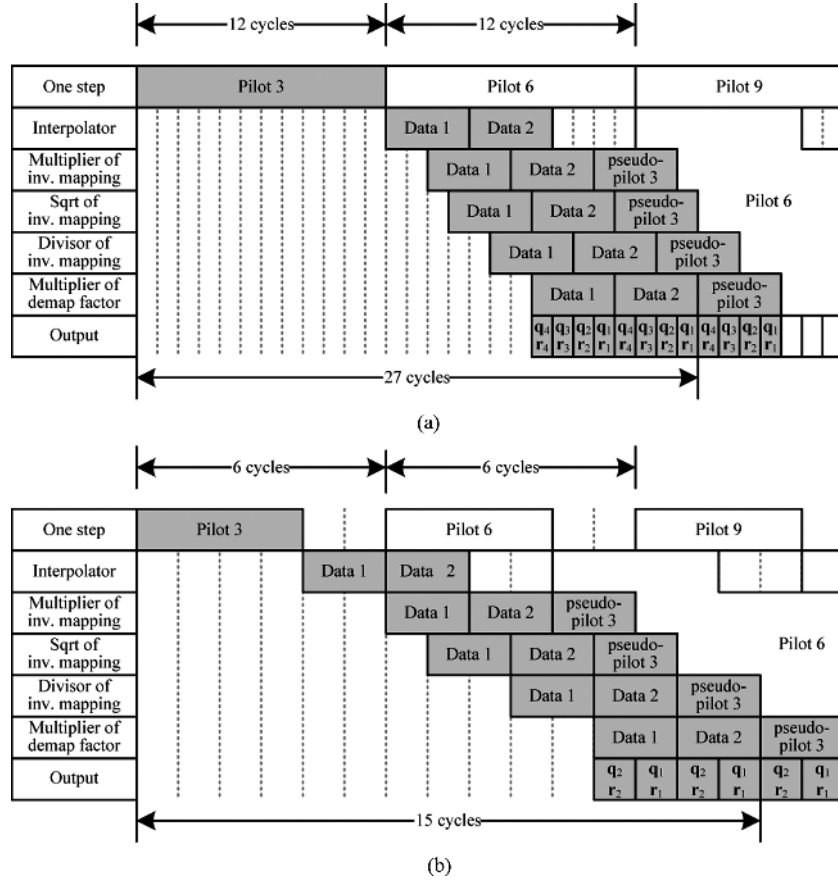 12 cycles 12 cycles
One step Pilot 3 Pilot 6 Pilot 9
Interpolator Data 1 Data 2
Multiplier of
inv. mapping Data 1 Data 2 pseudo-
pilot 3
Sqrt of
inv. mapping Data 1 Data 2 pseudo-
pilot 3
Pilot 6
Divisor of
inv. mapping Data 1 Data 2 pseudo-
pilot 3
Multiplier of
demap factor Data 1 Data 2 pseudo-
pilot 3
Output q4 q3 q2 q1 q4 q3 q2 q1 q4 q3 q2 q1
r4 r3 r2 r1 r4 r3 r2 r1 r4 r3 r2 r1
27 cycles
(a)
6 cycles 6 cycles
One step Pilot 3 Pilot 6 Pilot 9
Interpolator Data 1 Data 2
Multiplier of
inv. mapping Data 1 Data 2 pseudo-
pilot 3
Sqrt of
inv. mapping Data 1 Data 2 pseudo-
pilot 3
Pilot 6
Divisor of
inv. mapping Data 1 Data 2 pseudo-
pilot 3
Multiplier of
demap factor Data 1 Data 2 pseudo-
pilot 3
Output q2 q1 q2 q1 q2 q1
r2 r1 r2 r1 r2 r1
15 cycles
(b)